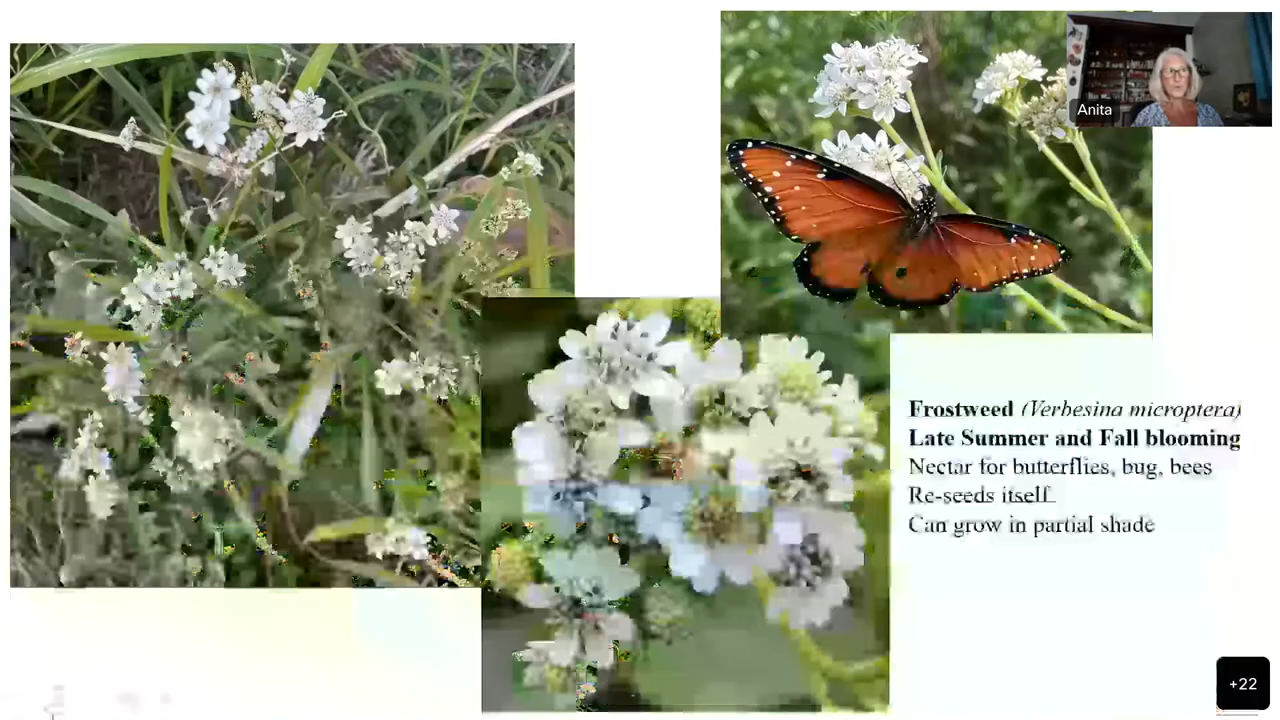 Anita
Frostweed (Verbesina microptera)
Late Summer and Fall blooming
Nectar for butterflies, bug, bees
Re-seeds itself.
Can grow in partial shade
+22